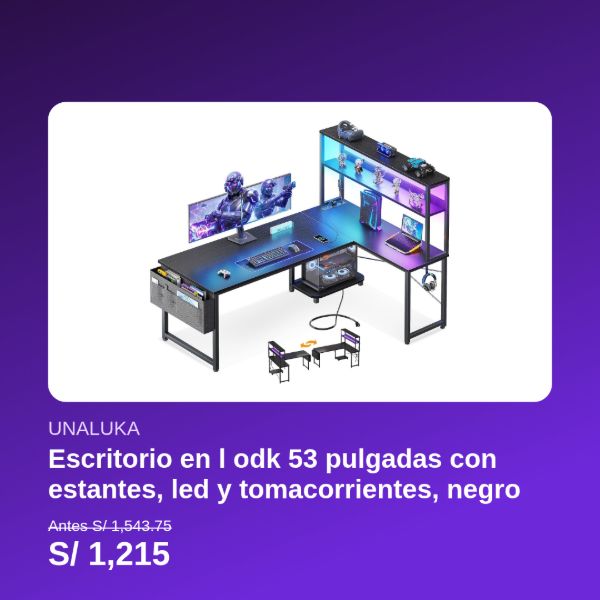 UNALUKA
Escritorio en l odk 53 pulgadas con
estantes, led y tomacorrientes, negro
Antes S/ 1,543.75
S/ 1,215